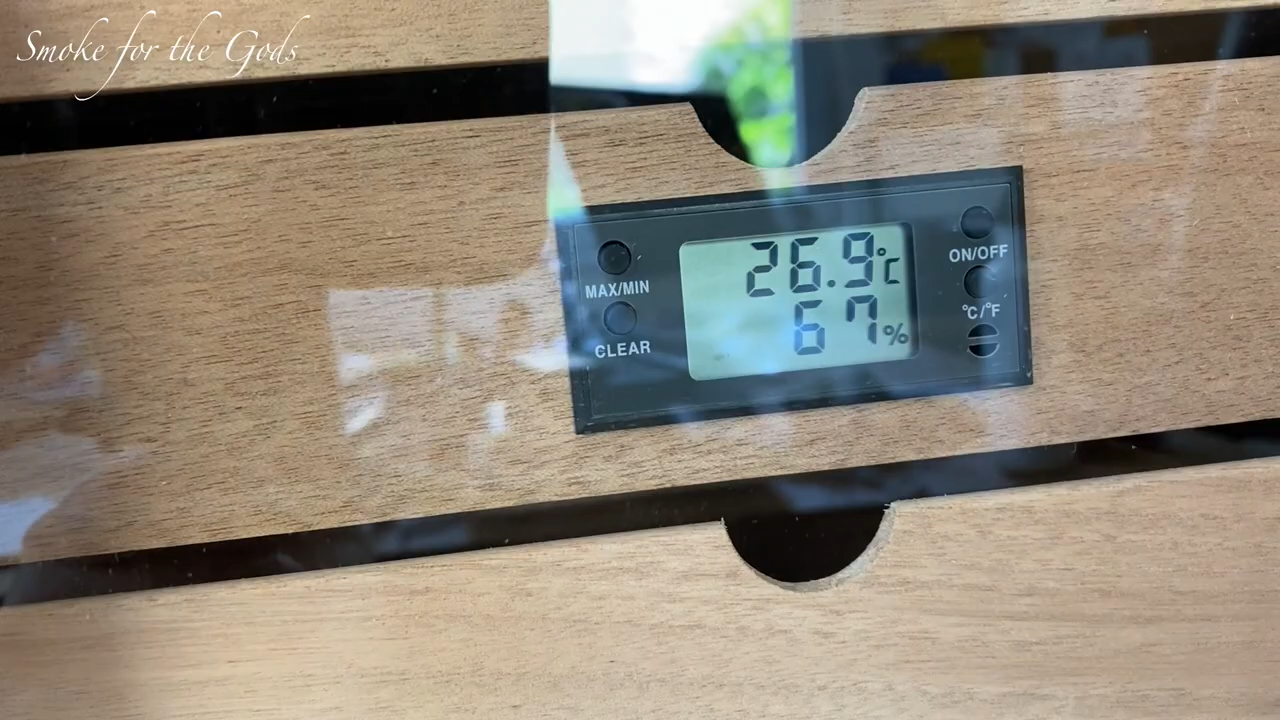 Smoke for the Gods
26.9°C
67%
MAX/MIN
CLEAR
ON/OFF
°C/°F